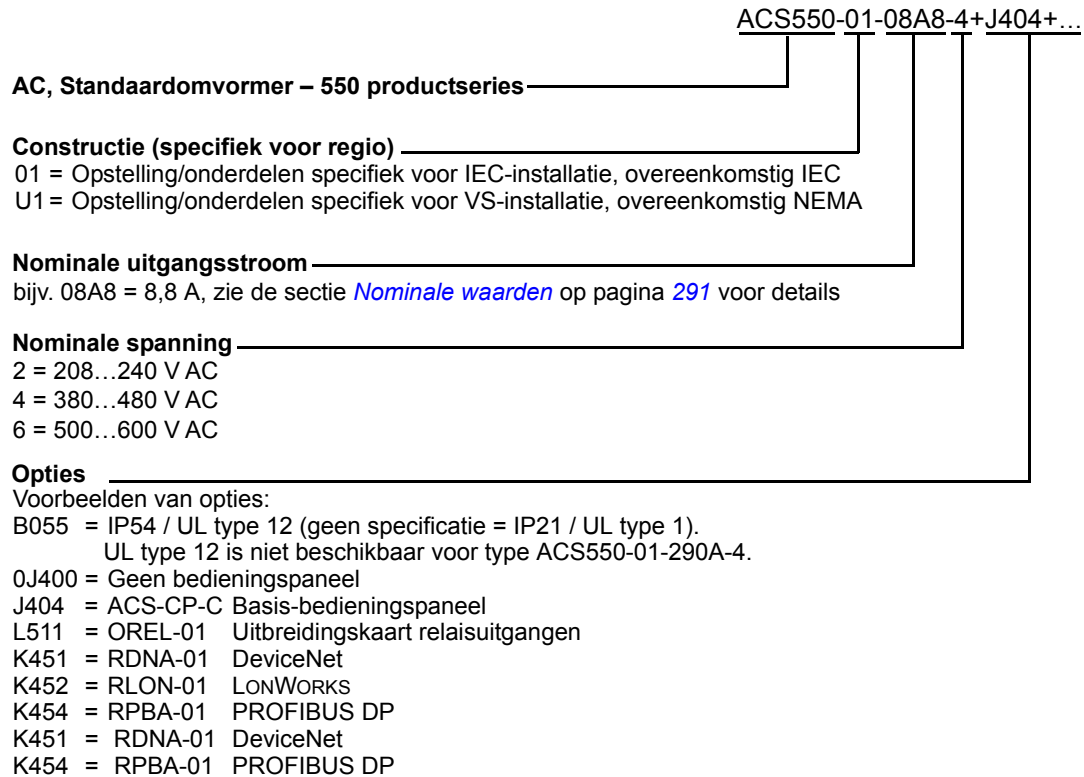 ACS550-01-08A8-4+J404+…
AC, Standaardomvormer – 550 productseries
Constructie (specifiek voor regio)
01 = Opstelling/onderdelen specifiek voor IEC-installatie, overeenkomstig IEC
U1 = Opstelling/onderdelen specifiek voor VS-installatie, overeenkomstig NEMA
Nominale uitgangsstroom
bijv. 08A8 = 8,8 A, zie de sectie Nominale waarden op pagina 291 voor details
Nominale spanning
2 = 208…240 V AC
4 = 380…480 V AC
6 = 500…600 V AC
Opties
Voorbeelden van opties:
B055 = IP54 / UL type 12 (geen specificatie = IP21 / UL type 1).
UL type 12 is niet beschikbaar voor type ACS550-01-290A-4.
0J400 = Geen bedieningspaneel
J404 = ACS-CP-C Basis-bedieningspaneel
L511 = OREL-01 Uitbreidingskaart relaisuitgangen
K451 = RDNA-01 DeviceNet
K452 = RLON-01 LONWORKS
K454 = RPBA-01 PROFIBUS DP
K451 = RDNA-01 DeviceNet
K454 = RPBA-01 PROFIBUS DP